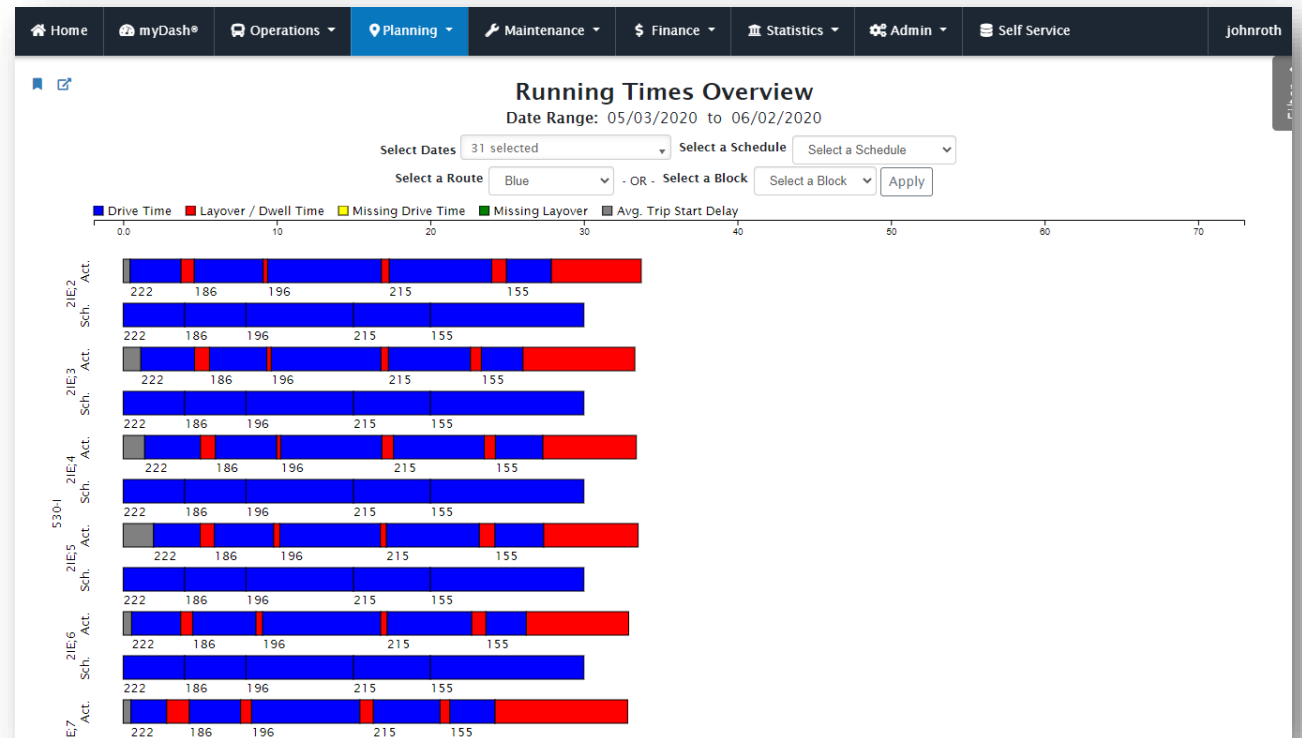 Home myDash® Operations Planning Maintenance $ Finance Statistics Admin Self Service johnroth
Running Times Overview
Date Range: 05/03/2020 to 06/02/2020
Select Dates 31 selected Select a Schedule Select a Schedule
Select a Route Blue - OR - Select a Block Select a Block Apply
Drive Time Layover / Dwell Time Missing Drive Time Missing Layover Avg. Trip Start Delay
0.0 10 20 30 40 50 60 70
530-I
2IE;2
Act.
222 186 196 215 155
Sch.
222 186 196 215 155
2IE;3
Act.
222 186 196 215 155
Sch.
222 186 196 215 155
2IE;4
Act.
222 186 196 215 155
Sch.
222 186 196 215 155
2IE;5
Act.
222 186 196 215 155
Sch.
222 186 196 215 155
2IE;6
Act.
222 186 196 215 155
Sch.
222 186 196 215 155
E;7
Act.
222 186 196 215 155